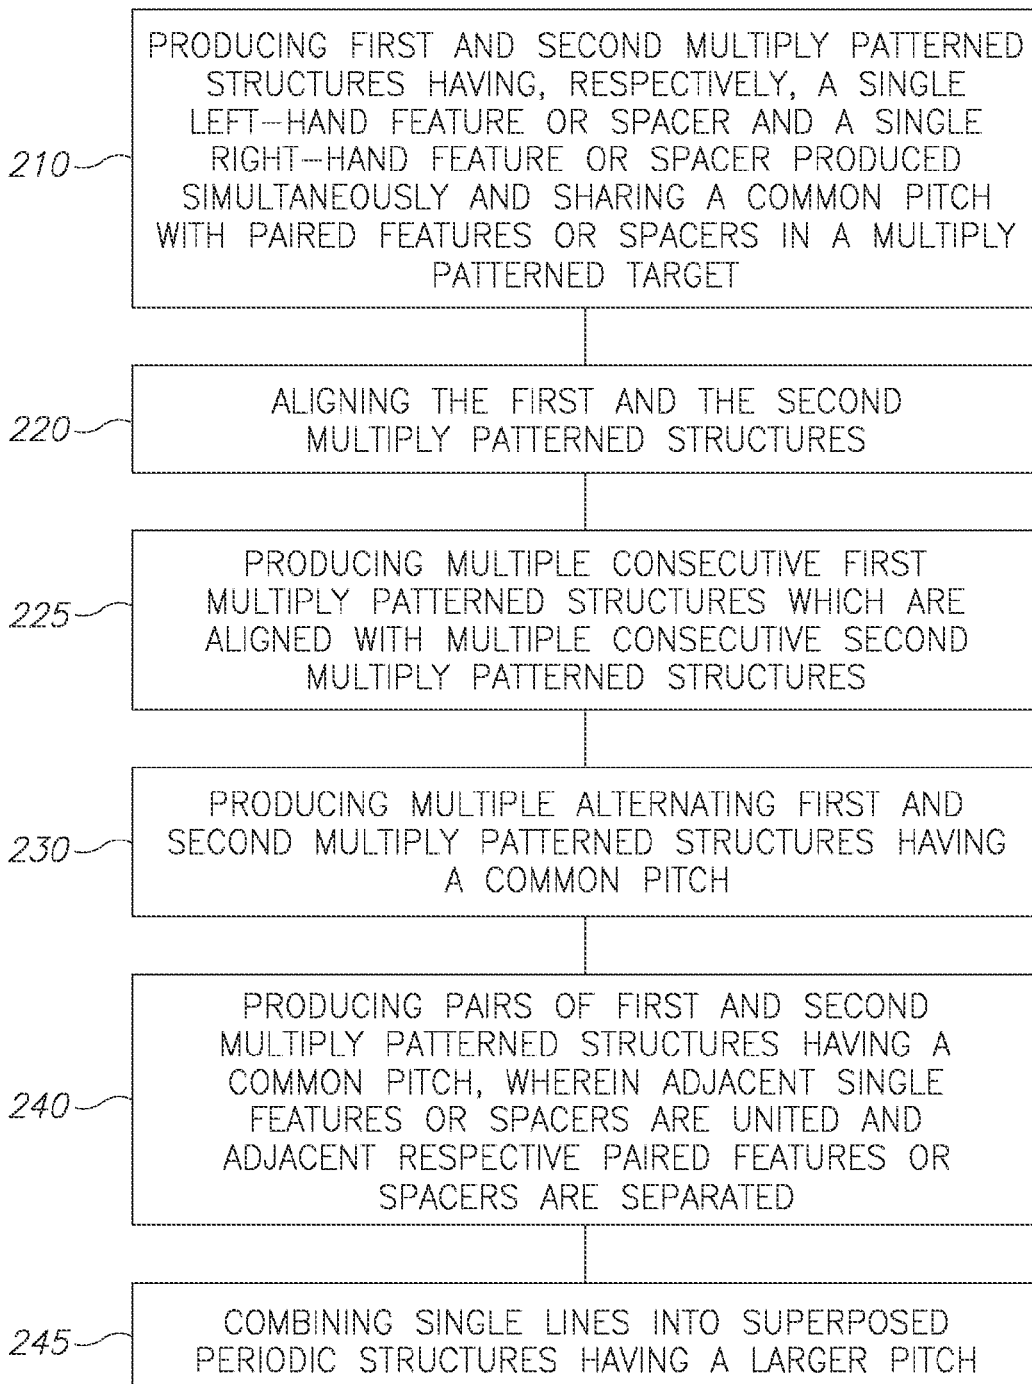 PRODUCING FIRST AND SECOND MULTIPLY PATTERNED
STRUCTURES HAVING, RESPECTIVELY, A SINGLE
LEFT-HAND FEATURE OR SPACER AND A SINGLE
RIGHT-HAND FEATURE OR SPACER PRODUCED
SIMULTANEOUSLY AND SHARING A COMMON PITCH
WITH PAIRED FEATURES OR SPACERS IN A MULTIPLY
PATTERNED TARGET
210
ALIGNING THE FIRST AND THE SECOND
MULTIPLY PATTERNED STRUCTURES
220
PRODUCING MULTIPLE CONSECUTIVE FIRST
MULTIPLY PATTERNED STRUCTURES WHICH ARE
ALIGNED WITH MULTIPLE CONSECUTIVE SECOND
MULTIPLY PATTERNED STRUCTURES
225
PRODUCING MULTIPLE ALTERNATING FIRST AND
SECOND MULTIPLY PATTERNED STRUCTURES HAVING
A COMMON PITCH
230
PRODUCING PAIRS OF FIRST AND SECOND
MULTIPLY PATTERNED STRUCTURES HAVING A
COMMON PITCH, WHEREIN ADJACENT SINGLE
FEATURES OR SPACERS ARE UNITED AND
ADJACENT RESPECTIVE PAIRED FEATURES OR
SPACERS ARE SEPARATED
240
COMBINING SINGLE LINES INTO SUPERPOSED
PERIODIC STRUCTURES HAVING A LARGER PITCH
245